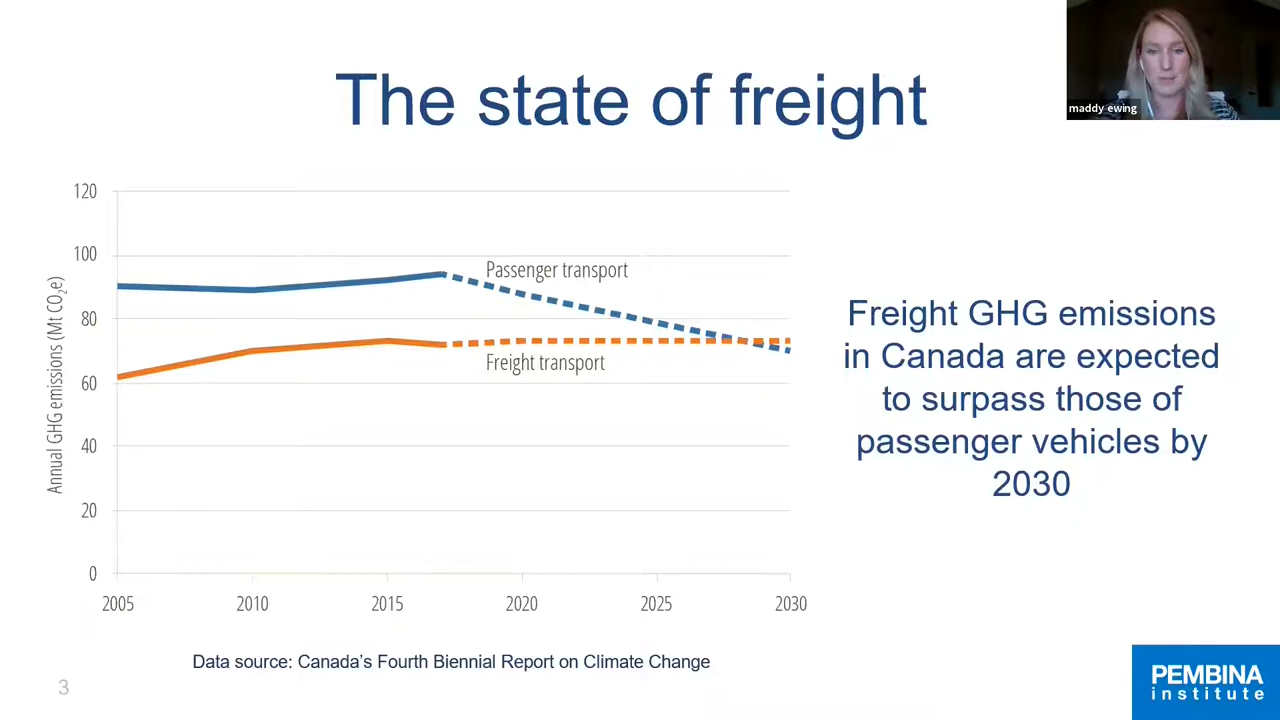 The state of freight
maddy ewing
120
100
80
60
40
20
0
Annual GHG emissions (Mt CO₂e)
Passenger transport
Freight transport
2005 2010 2015 2020 2025 2030
Freight GHG emissions
in Canada are expected
to surpass those of
passenger vehicles by
2030
Data source: Canada's Fourth Biennial Report on Climate Change
3
PEMBINA
institute